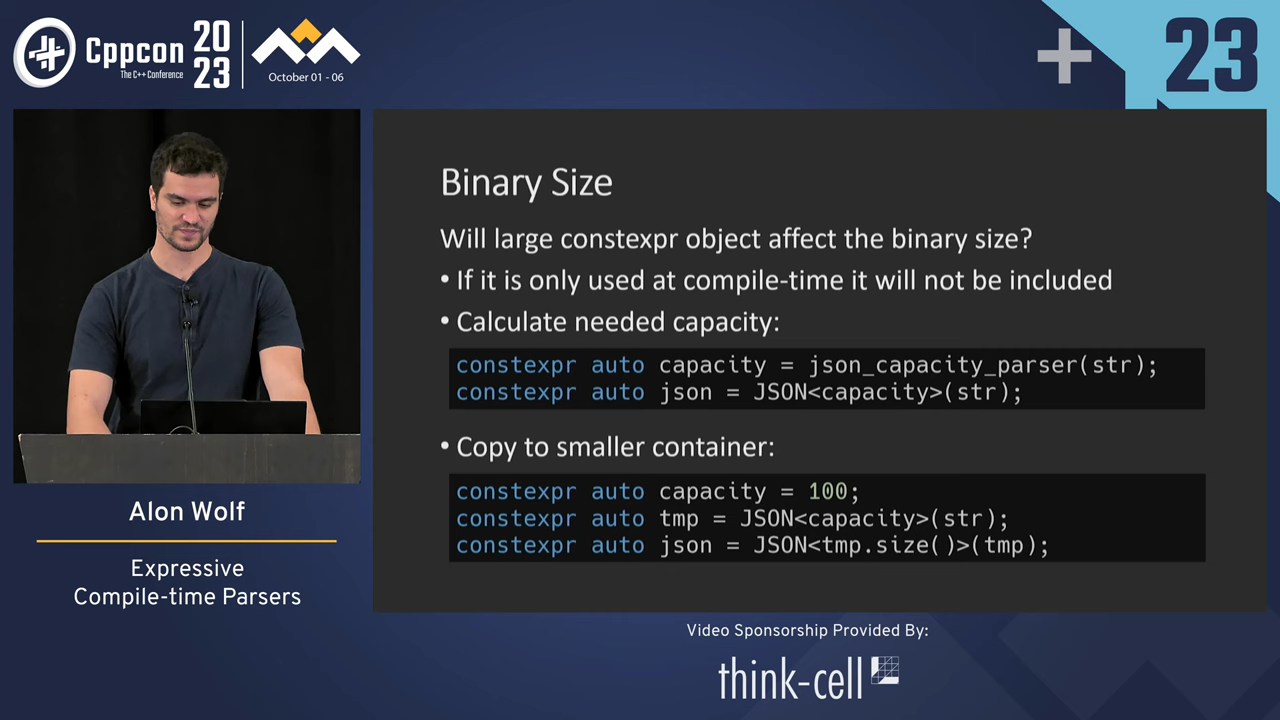 Cppcon
The C++ Conference
20
23
October 01 - 06
23
Binary Size
Will large constexpr object affect the binary size?
• If it is only used at compile-time it will not be included
• Calculate needed capacity:
constexpr auto capacity = json_capacity_parser(str);
constexpr auto json = JSON<capacity>(str);
• Copy to smaller container:
constexpr auto capacity = 100;
constexpr auto tmp = JSON<capacity>(str);
constexpr auto json = JSON<tmp.size()>(tmp);
Alon Wolf
Expressive
Compile-time Parsers
Video Sponsorship Provided By:
think-cell